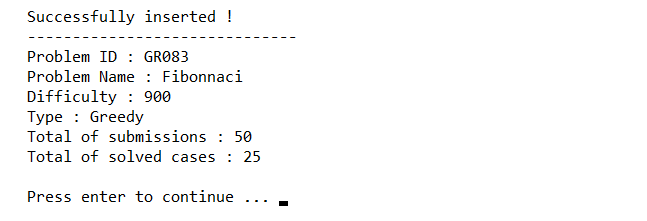 Successfully inserted !
------------------------------
Problem ID : GR083
Problem Name : Fibonnaci
Difficulty : 900
Type : Greedy
Total of submissions : 50
Total of solved cases : 25
Press enter to continue ...